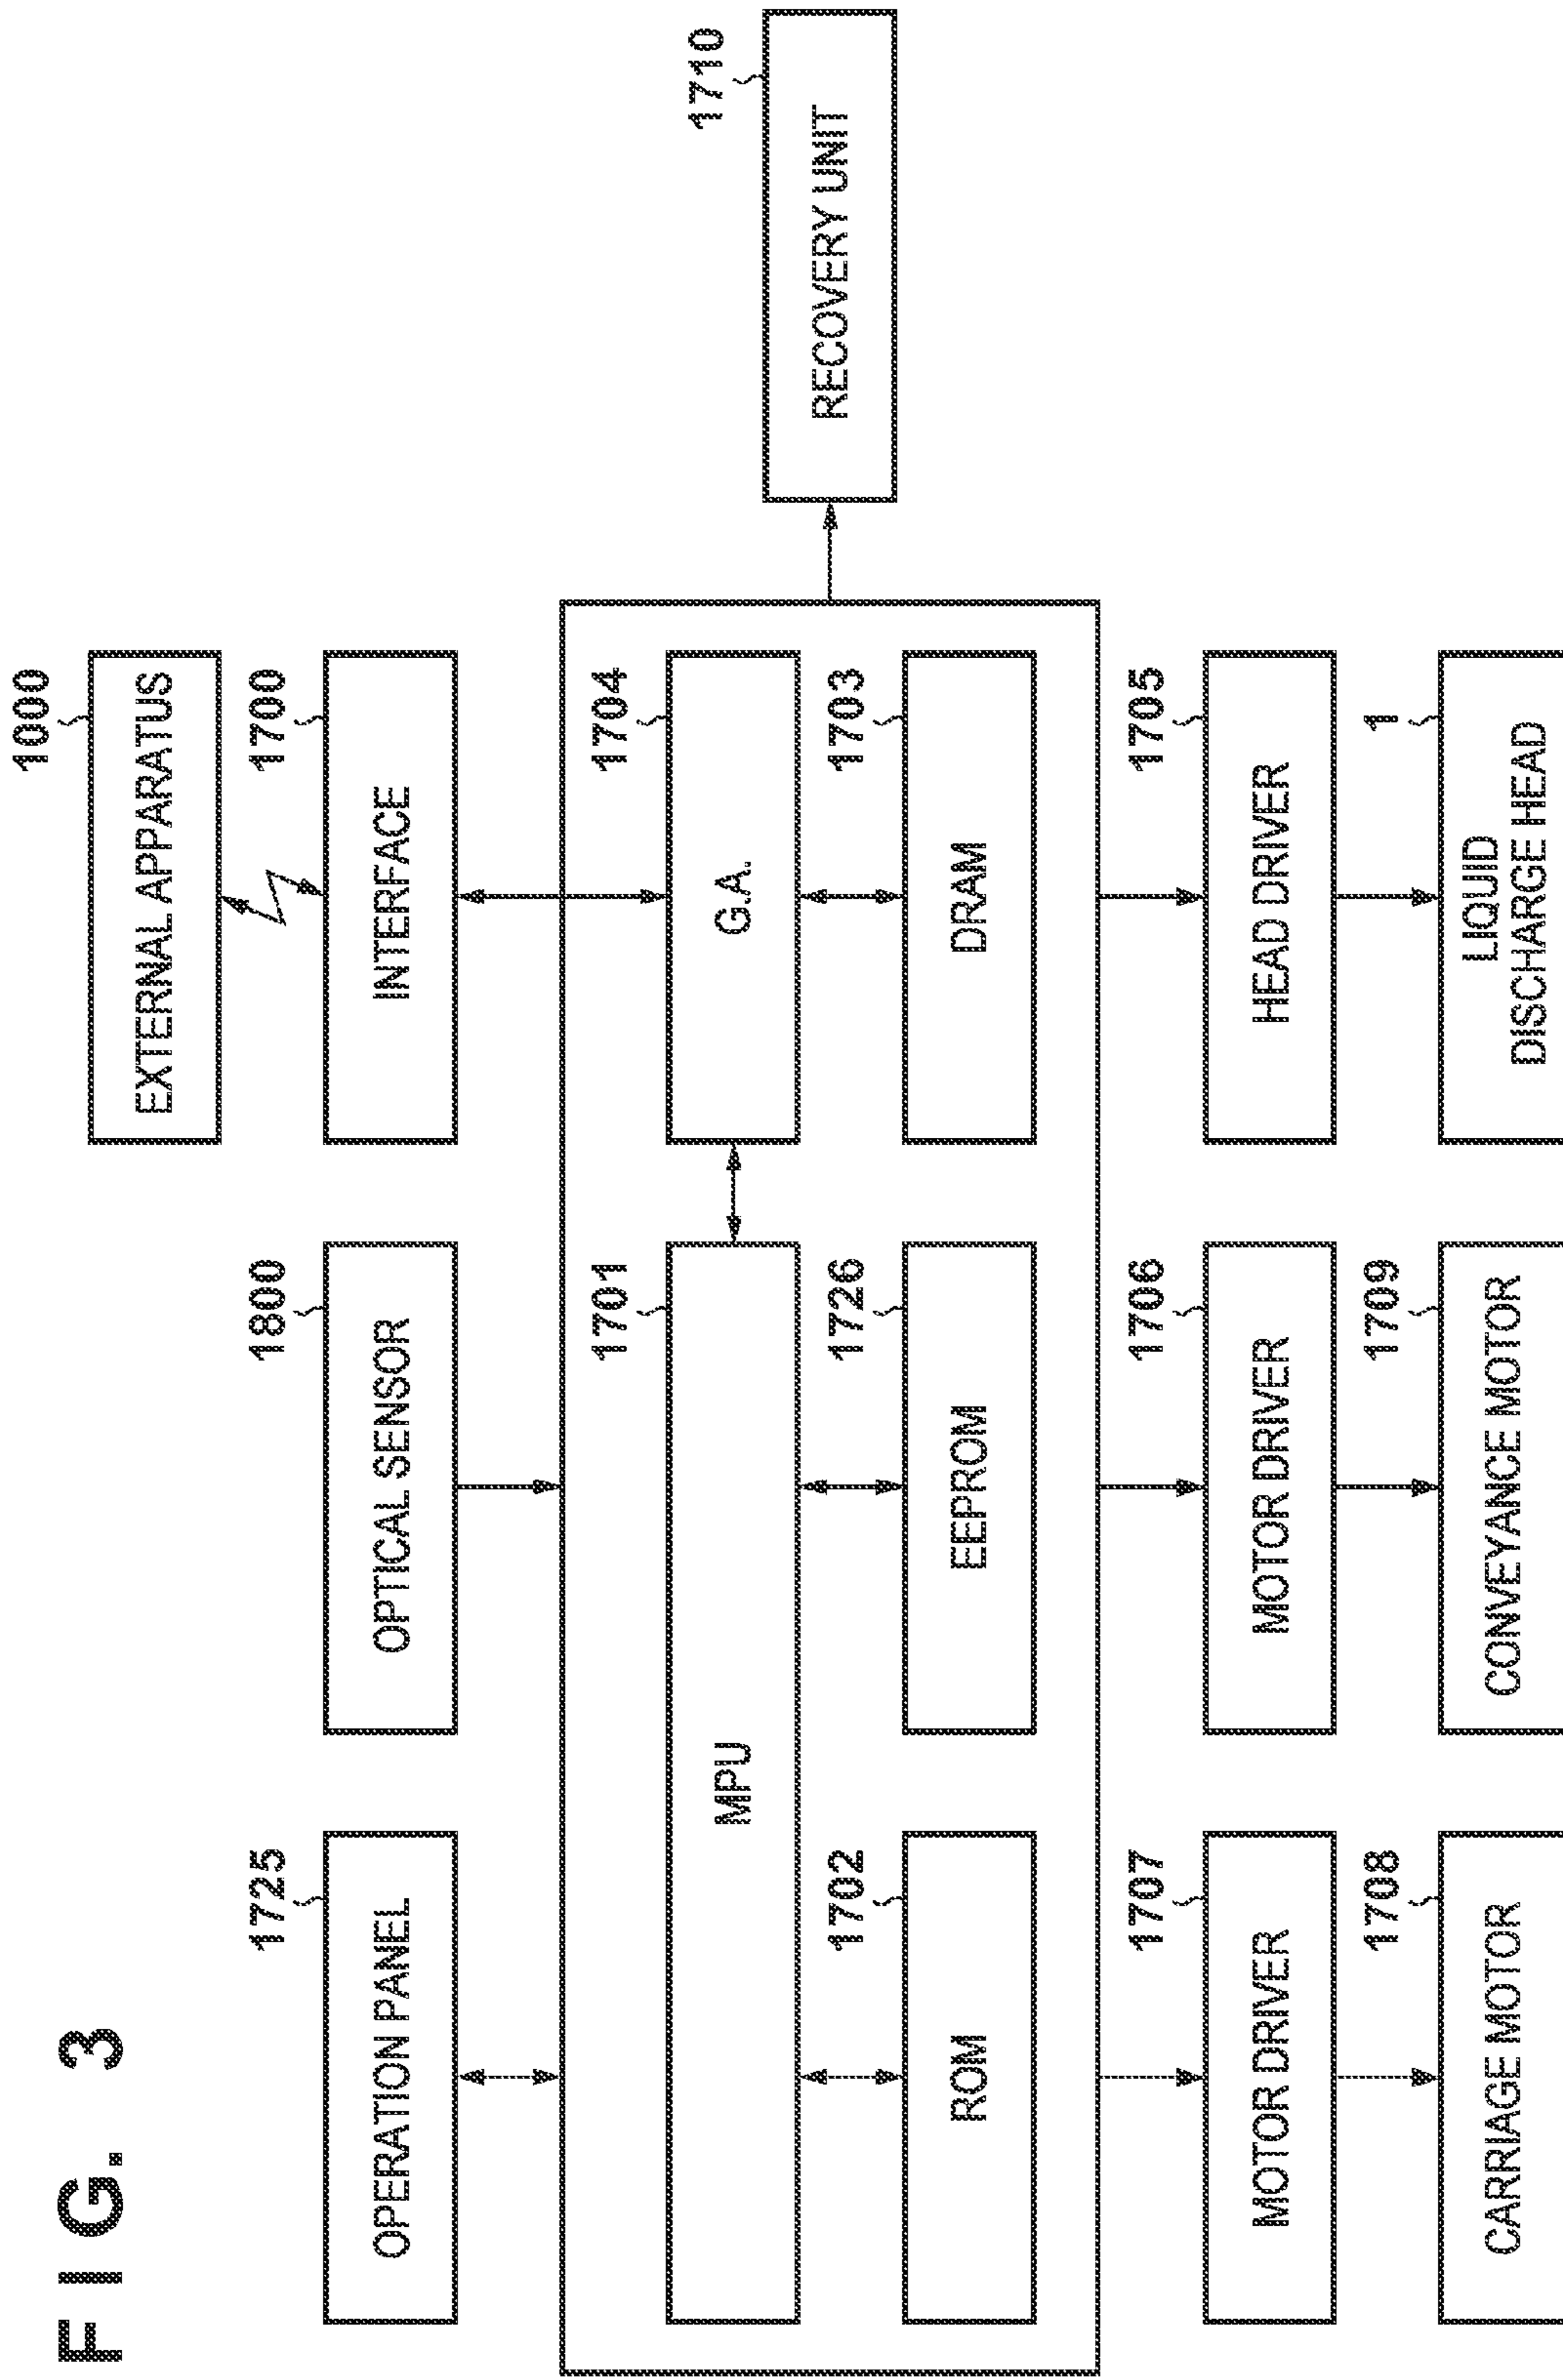 FIG. 3
1000
EXTERNAL APPARATUS
1725
OPERATION PANEL
1800
OPTICAL SENSOR
1700
INTERFACE
1701
MPU
1704
G.A.
1710
RECOVERY UNIT
1702
ROM
1726
EEPROM
1703
DRAM
1707
MOTOR DRIVER
1706
MOTOR DRIVER
1705
HEAD DRIVER
1708
CARRIAGE MOTOR
1709
CONVEYANCE MOTOR
1
LIQUID
DISCHARGE HEAD